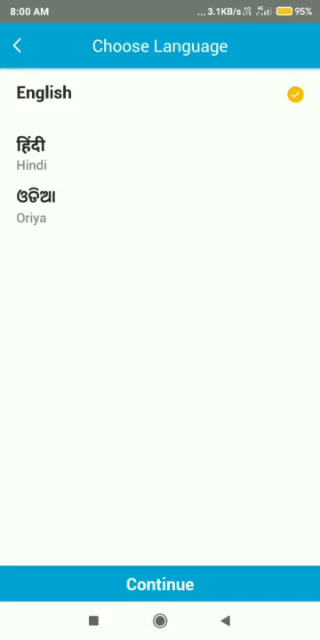 8:00 AM
...3.1KB/s 95%
Choose Language
English
हिंदी
Hindi
ଓଡିଆ
Oriya
Continue